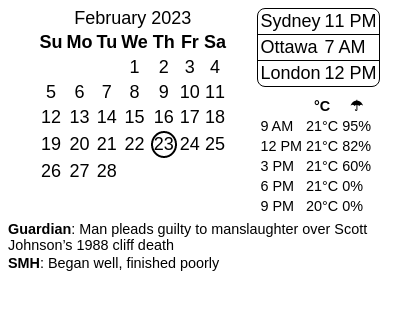 February 2023
Su Mo Tu We Th Fr Sa
1 2 3 4
5 6 7 8 9 10 11
12 13 14 15 16 17 18
19 20 21 22 23 24 25
26 27 28
Sydney 11 PM
Ottawa 7 AM
London 12 PM
°C ☂
9 AM 21°C 95%
12 PM 21°C 82%
3 PM 21°C 60%
6 PM 21°C 0%
9 PM 20°C 0%
Guardian: Man pleads guilty to manslaughter over Scott
Johnson's 1988 cliff death
SMH: Began well, finished poorly